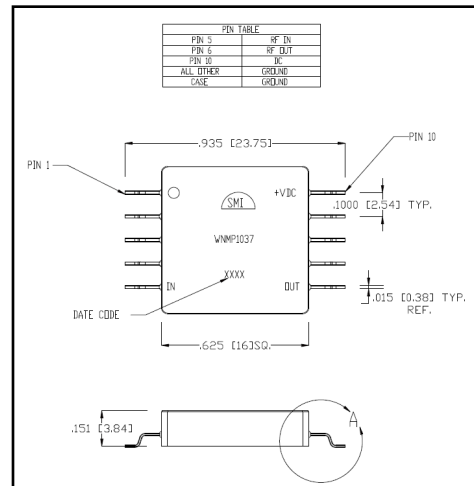 PIN TABLE
PIN 5 RF IN
PIN 6 RF OUT
PIN 10 DC
ALL OTHER GROUND
CASE GROUND
.935 [23.75]
PIN 10
PIN 1
+VDC
SMI
.1000 [2.54] TYP.
WNMP1037
XXXX
IN OUT
.015 [0.38] TYP.
REF.
DATE CODE
.625 [16]SQ.
.151 [3.84]
A